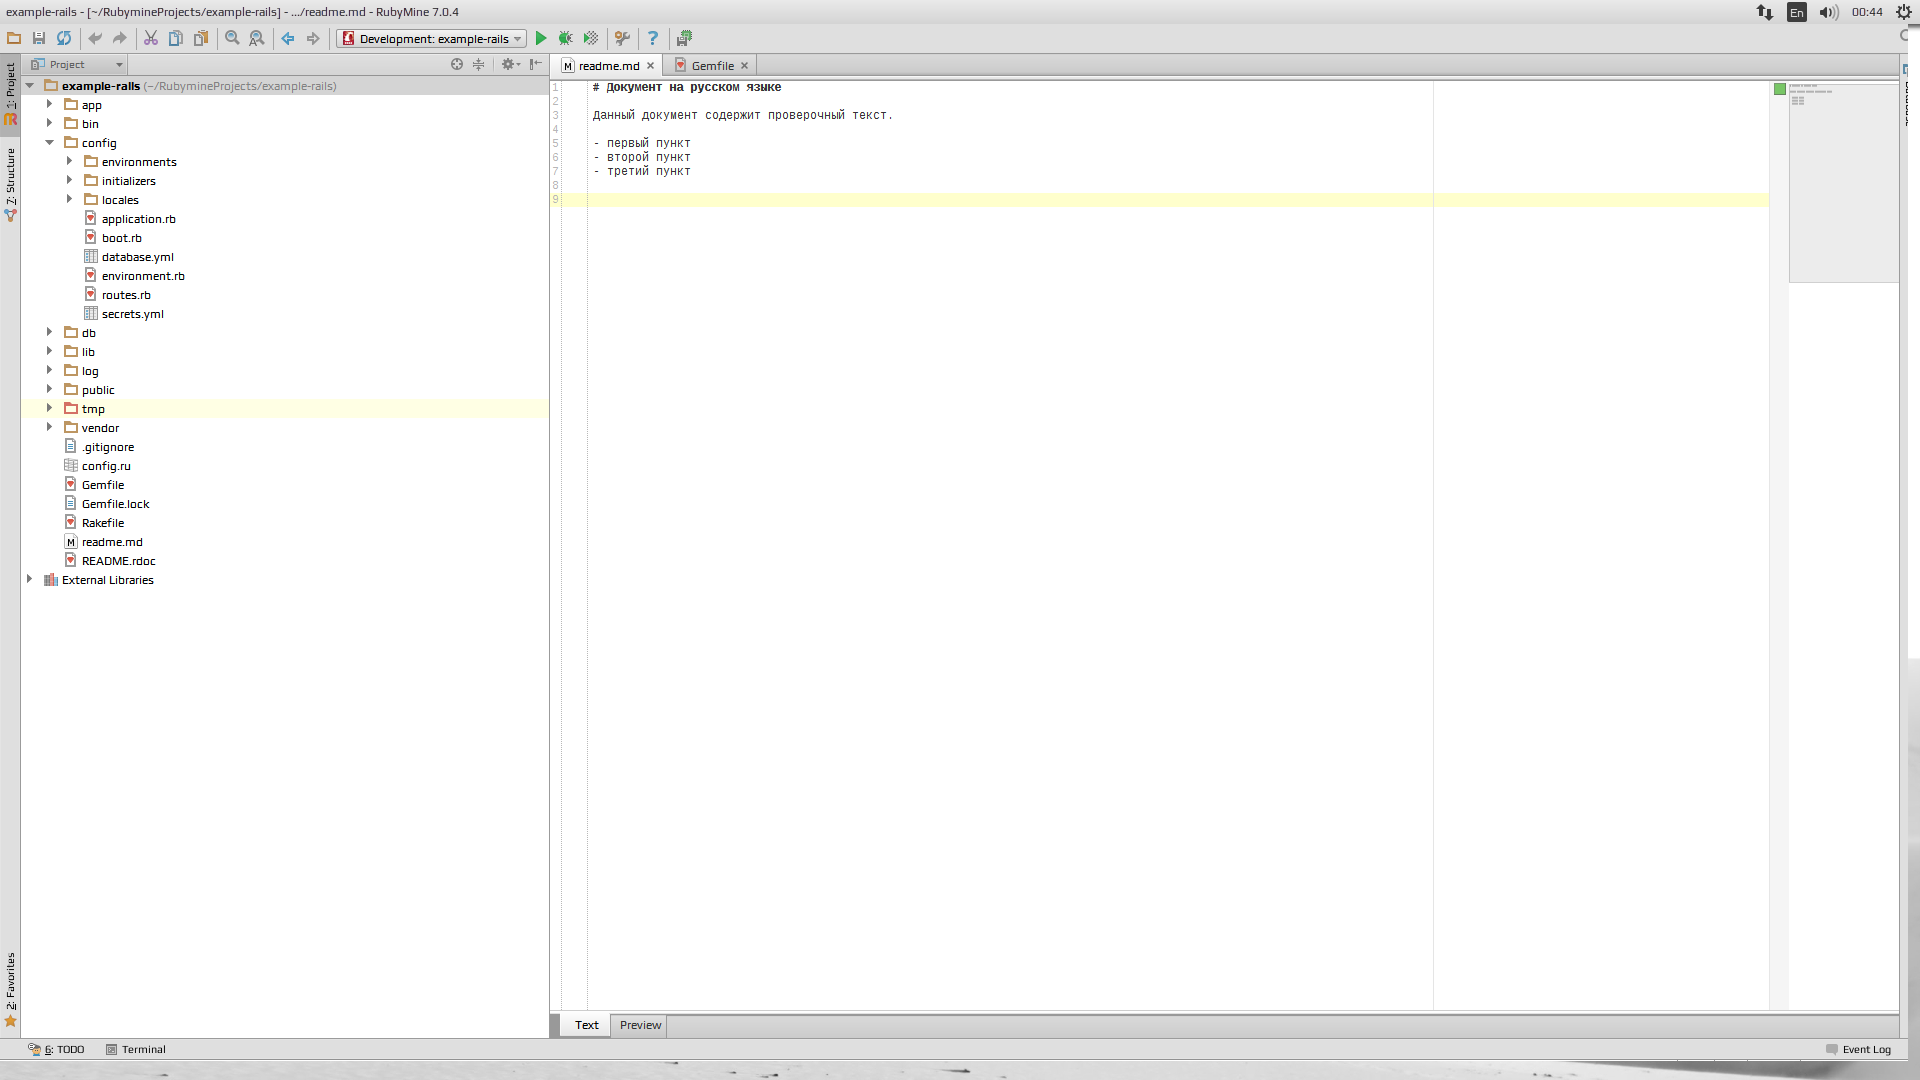 example-rails - [~/RubymineProjects/example-rails] - .../readme.md - RubyMine 7.0.4
En
00:44
Development: example-rails
Project
readme.md
Gemfile
1: Project
7: Structure
2: Favorites
example-rails (~/RubymineProjects/example-rails)
app
bin
config
environments
initializers
locales
application.rb
boot.rb
database.yml
environment.rb
routes.rb
secrets.yml
db
lib
log
public
tmp
vendor
.gitignore
config.ru
Gemfile
Gemfile.lock
Rakefile
readme.md
README.rdoc
External Libraries
1 # Документ на русском языке
2
3 Данный документ содержит проверочный текст.
4
5 - первый пункт
6 - второй пункт
7 - третий пункт
8
9
Text
Preview
6: TODO
Terminal
Event Log